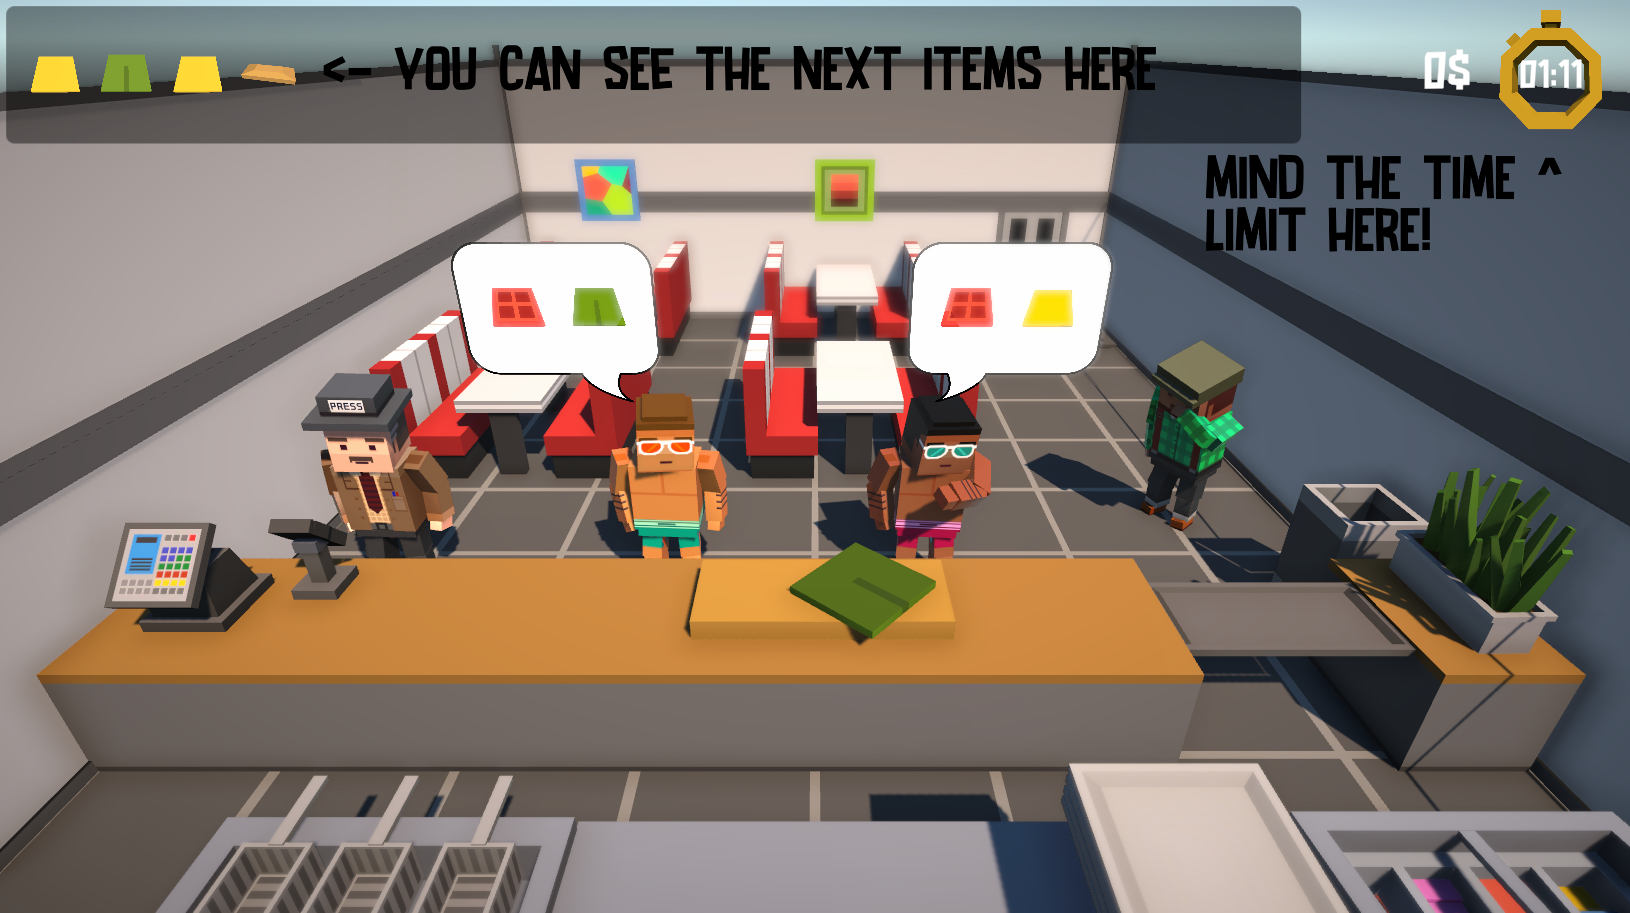 <- YOU CAN SEE THE NEXT ITEMS HERE
0$
01:11
MIND THE TIME ^
LIMIT HERE!
PRESS